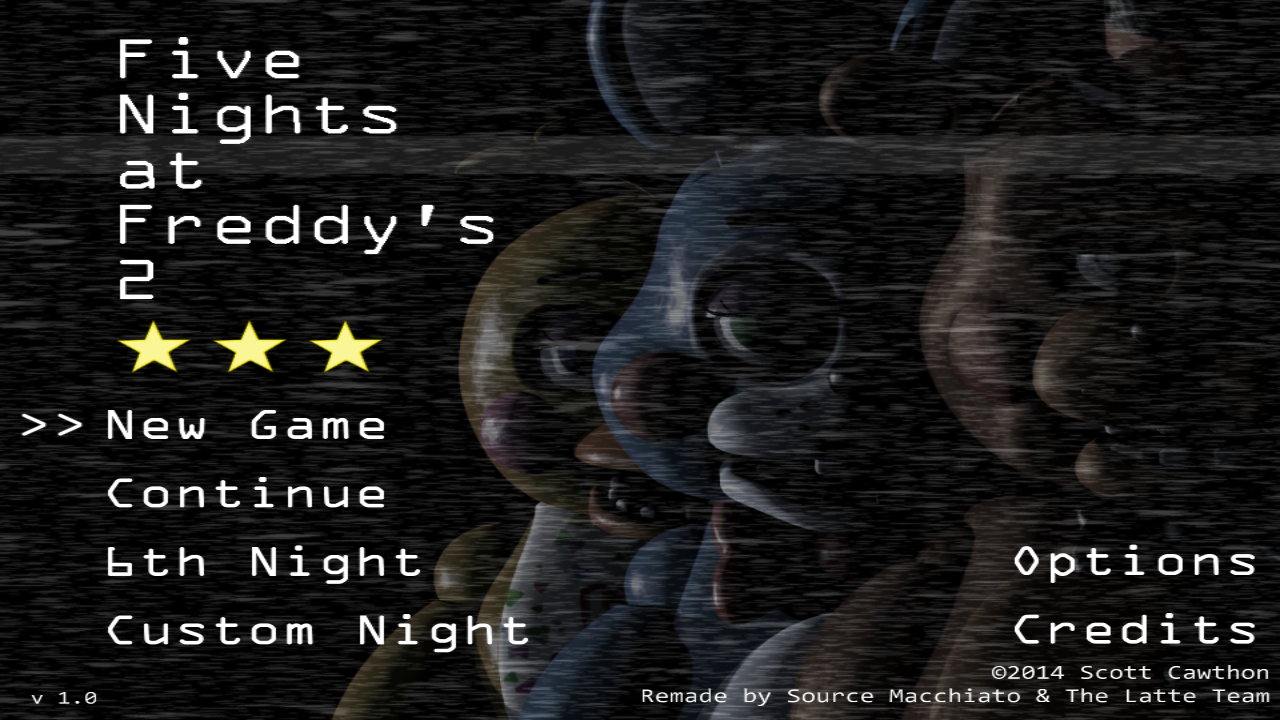 Five
Nights
at
Freddy's
2
>> New Game
Continue
6th Night
Custom Night
Options
Credits
©2014 Scott Cawthon
v 1.0
Remade by Source Macchiato & The Latte Team